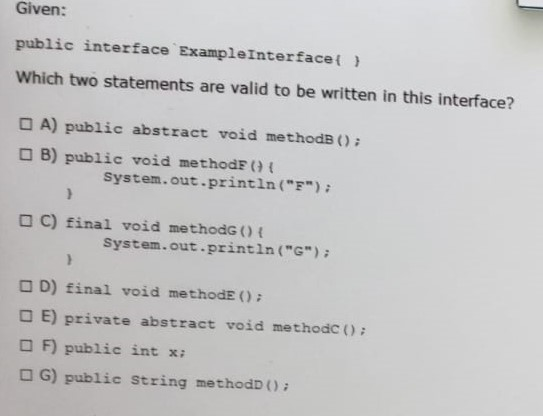 Given:
public interface ExampleInterface{ }
Which two statements are valid to be written in this interface?
□ A) public abstract void methodB();
□ B) public void methodF(){
System.out.println("F");
}
□ C) final void methodG(){
System.out.println("G");
}
□ D) final void methodE();
□ E) private abstract void methodC();
□ F) public int x;
□ G) public String methodD();